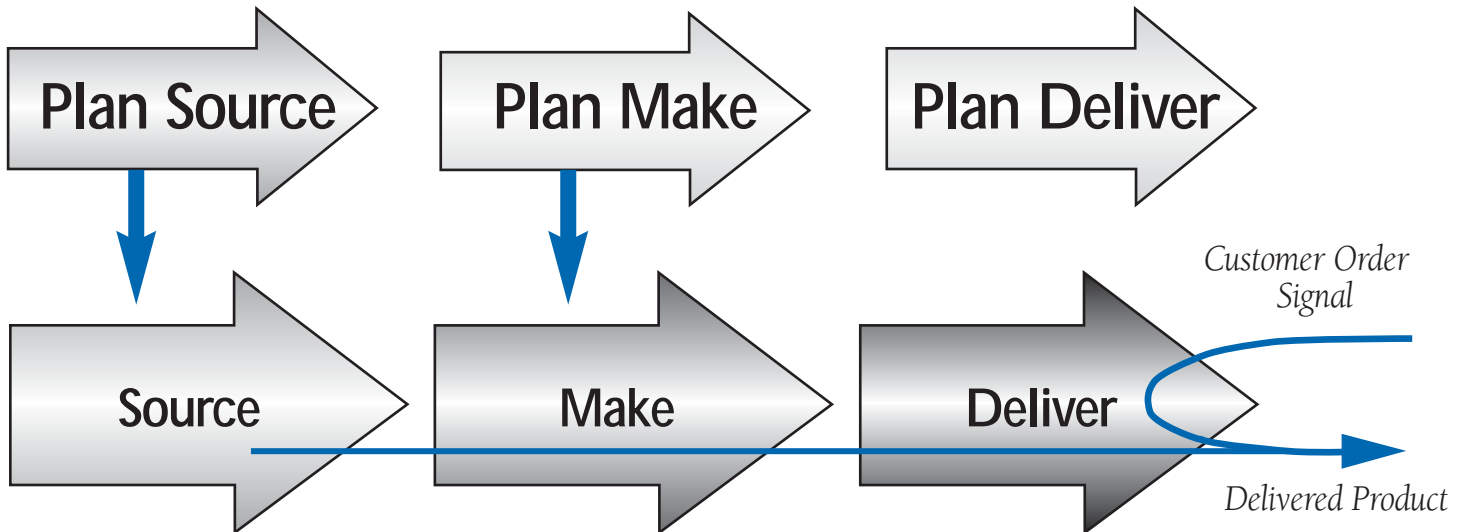 Plan Source
Plan Make
Plan Deliver
Customer Order
Signal
Source
Make
Deliver
Delivered Product